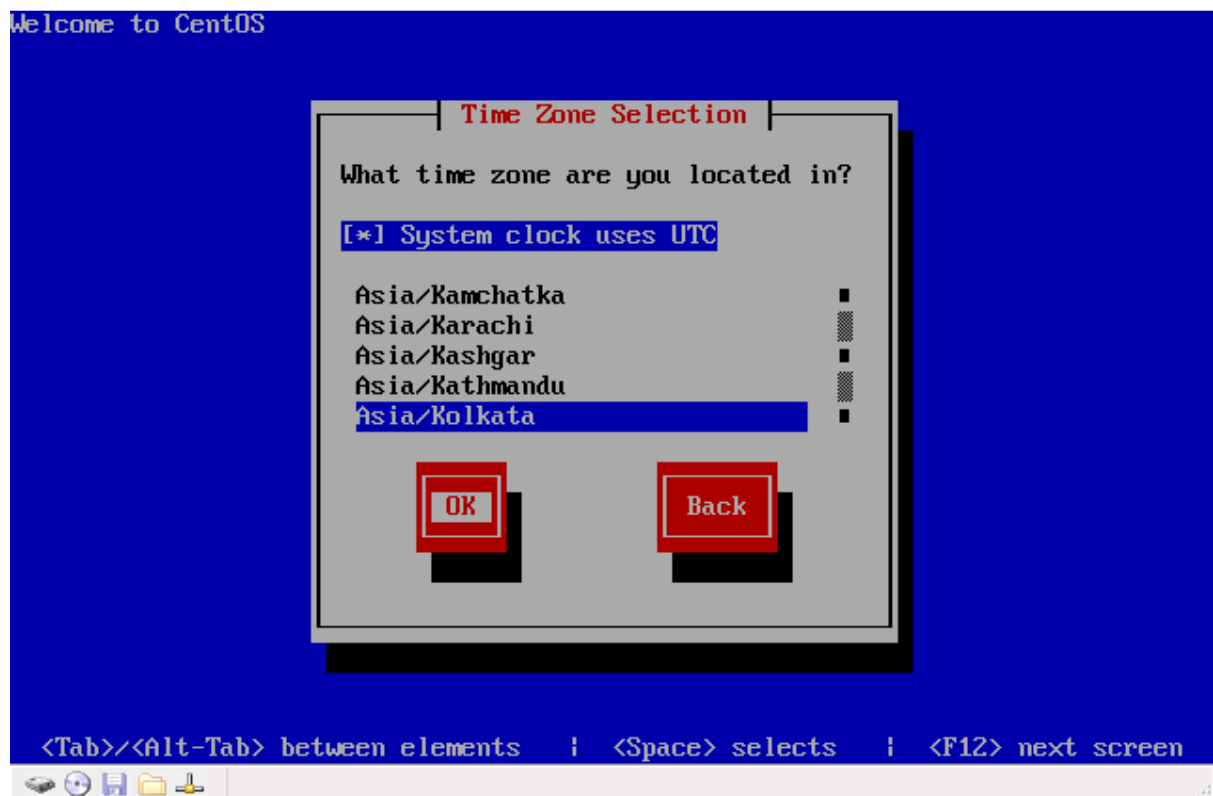 Welcome to CentOS
Time Zone Selection
What time zone are you located in?
[*] System clock uses UTC
Asia/Kamchatka
Asia/Karachi
Asia/Kashgar
Asia/Kathmandu
Asia/Kolkata
OK Back
<Tab>/<Alt-Tab> between elements | <Space> selects | <F12> next screen